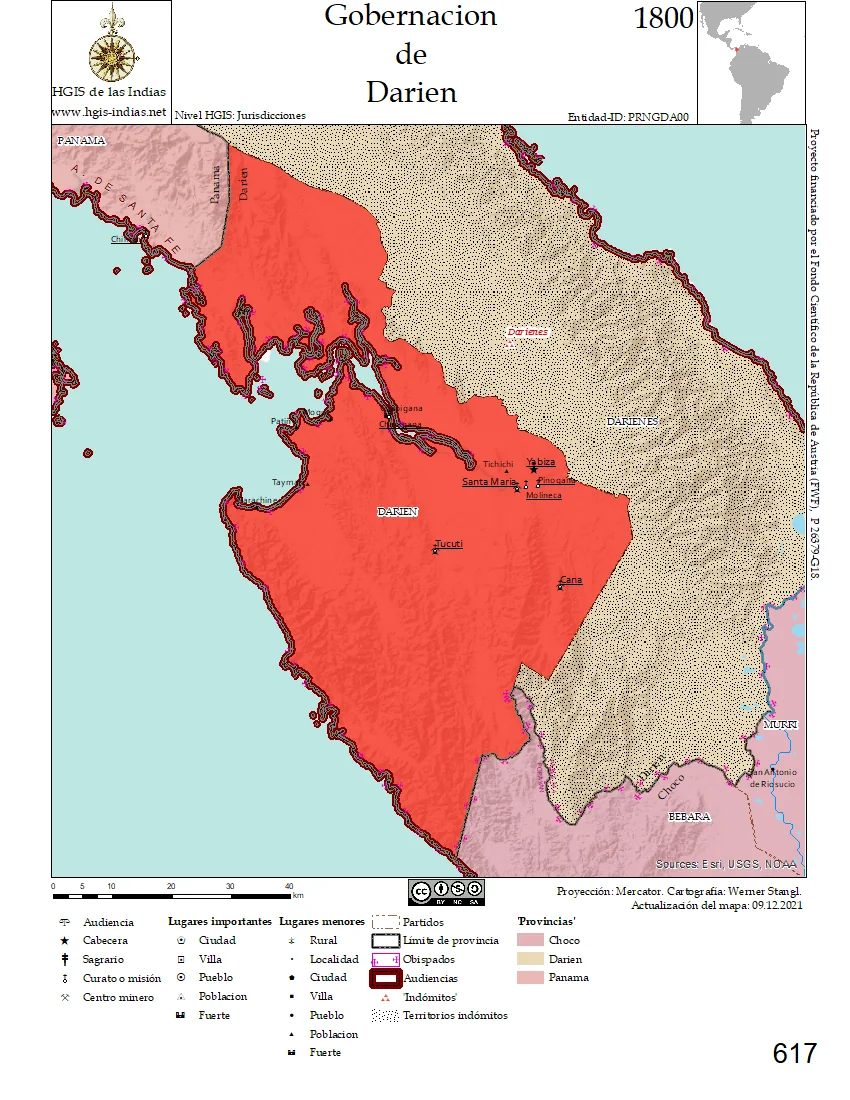 Gobernacion
de
Darien
1800
HGIS de las Indias
www.hgis-indias.net
Nivel HGIS: Jurisdicciones
Entidad-ID: PRNGDA00
PANAMA
A. DE SANTA FE
Panama
Darien
Darienes
DARIENES
Tichichi
Yabiza
Santa Maria
Pinogana
Molineca
DARIEN
Tucuti
Cana
MURRI
San Antonio
de Riosucio
Choco
BEBARA
Sources: Esri, USGS, NOAA
Proyecto financiado por el Fondo Científico de la República de Austria (FWF), P 26379-G18
0 5 10 20 30 40
km
CC BY NC SA
Proyección: Mercator. Cartografía: Werner Stangl.
Actualización del mapa: 09.12.2021
Audiencia
Cabecera
Sagrario
Curato o misión
Centro minero
Lugares importantes
Ciudad
Villa
Pueblo
Poblacion
Fuerte
Lugares menores
Rural
Localidad
Ciudad
Villa
Pueblo
Poblacion
Fuerte
Partidos
Límite de provincia
Obispados
Audiencias
'Indómitos'
Territorios indómitos
'Provincias'
Choco
Darien
Panama
617